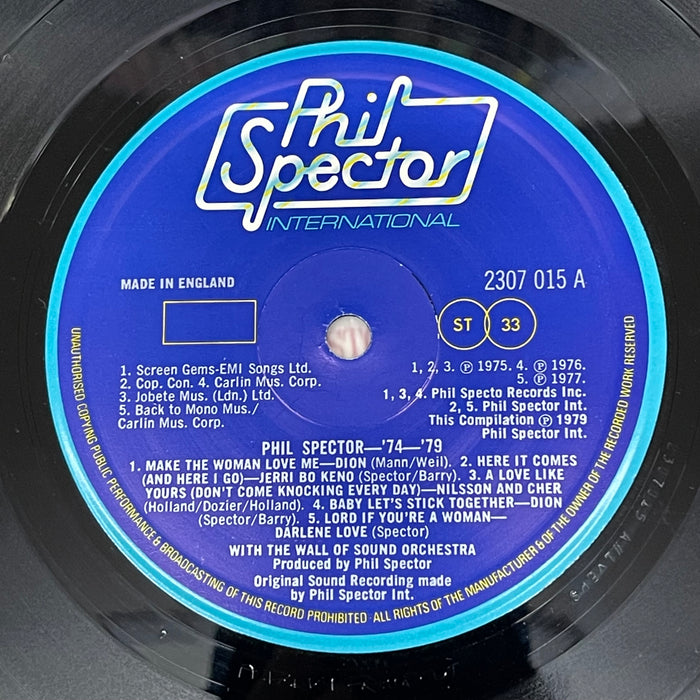 Phil
Spector
INTERNATIONAL
MADE IN ENGLAND
2307 015 A
ST 33
1. Screen Gems-EMI Songs Ltd.
2. Cop. Con. 4. Carlin Mus. Corp.
3. Jobete Mus. (Ldn.) Ltd.
5. Back to Mono Mus./
Carlin Mus. Corp.
1, 2, 3. ℗ 1975. 4. ℗ 1976.
5. ℗ 1977.
1, 3, 4. Phil Specto Records Inc.
2, 5. Phil Spector Int.
This Compilation ℗ 1979
Phil Spector Int.
PHIL SPECTOR—'74—'79
1. MAKE THE WOMAN LOVE ME—DION (Mann/Weil). 2. HERE IT COMES
(AND HERE I GO)—JERRI BO KENO (Spector/Barry). 3. A LOVE LIKE
YOURS (DON'T COME KNOCKING EVERY DAY)—NILSSON AND CHER
(Holland/Dozier/Holland). 4. BABY LET'S STICK TOGETHER—DION
(Spector/Barry). 5. LORD IF YOU'RE A WOMAN—
DARLENE LOVE (Spector)
WITH THE WALL OF SOUND ORCHESTRA
Produced by Phil Spector
Original Sound Recording made
by Phil Spector Int.
UNAUTHORISED COPYING PUBLIC PERFORMANCE & BROADCASTING OF THIS RECORD PROHIBITED · ALL RIGHTS OF THE MANUFACTURER & OF THE OWNER OF THE RECORDED WORK RESERVED